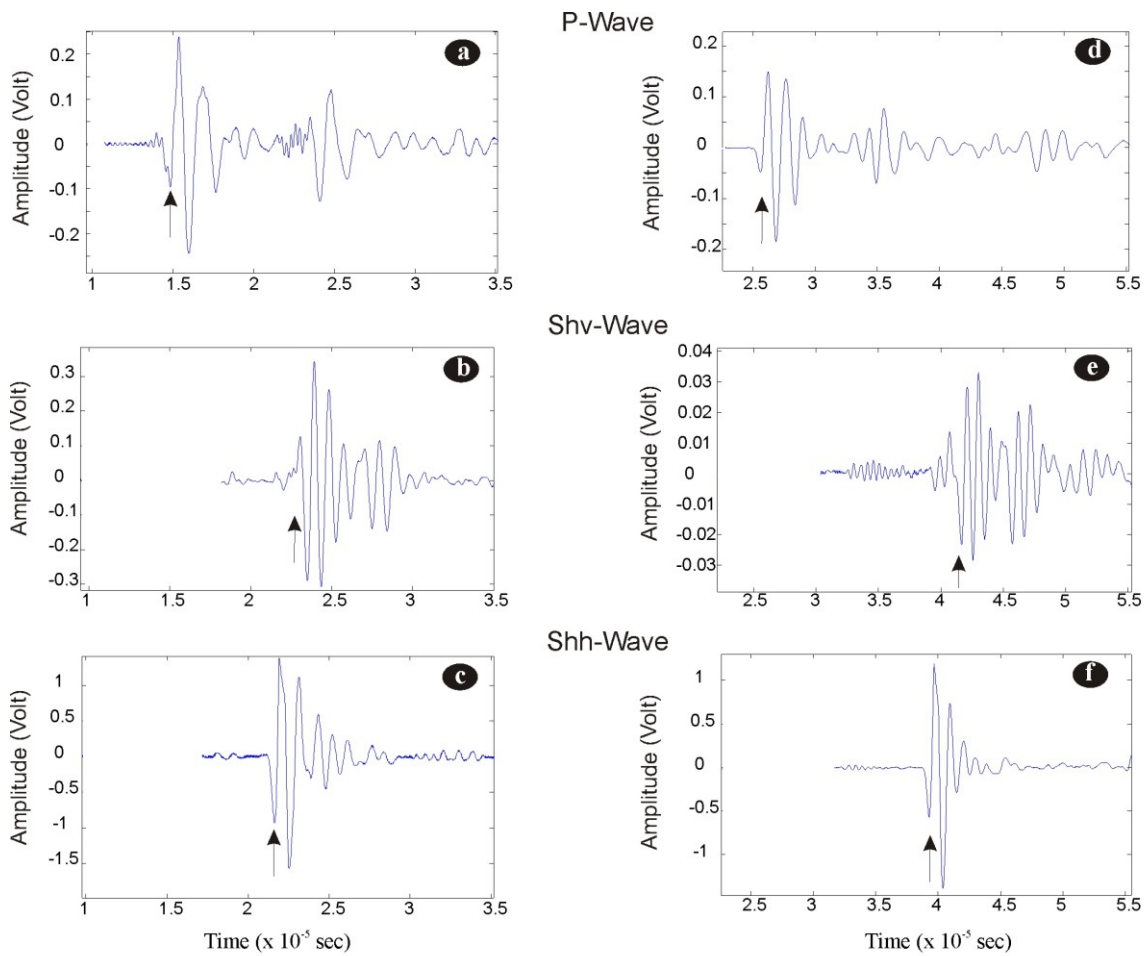 P-Wave
a
Amplitude (Volt)
0.2
0.1
0
-0.1
-0.2
1 1.5 2 2.5 3 3.5
d
Amplitude (Volt)
0.2
0.1
0
-0.1
-0.2
2.5 3 3.5 4 4.5 5 5.5
Shv-Wave
b
Amplitude (Volt)
0.3
0.2
0.1
0
-0.1
-0.2
-0.3
1 1.5 2 2.5 3 3.5
e
Amplitude (Volt)
0.04
0.03
0.02
0.01
0
-0.01
-0.02
-0.03
2.5 3 3.5 4 4.5 5 5.5
Shh-Wave
c
Amplitude (Volt)
1
0.5
0
-0.5
-1
-1.5
1 1.5 2 2.5 3 3.5
Time (x 10⁻⁵ sec)
f
Amplitude (Volt)
1
0.5
0
-0.5
-1
2.5 3 3.5 4 4.5 5 5.5
Time (x 10⁻⁵ sec)